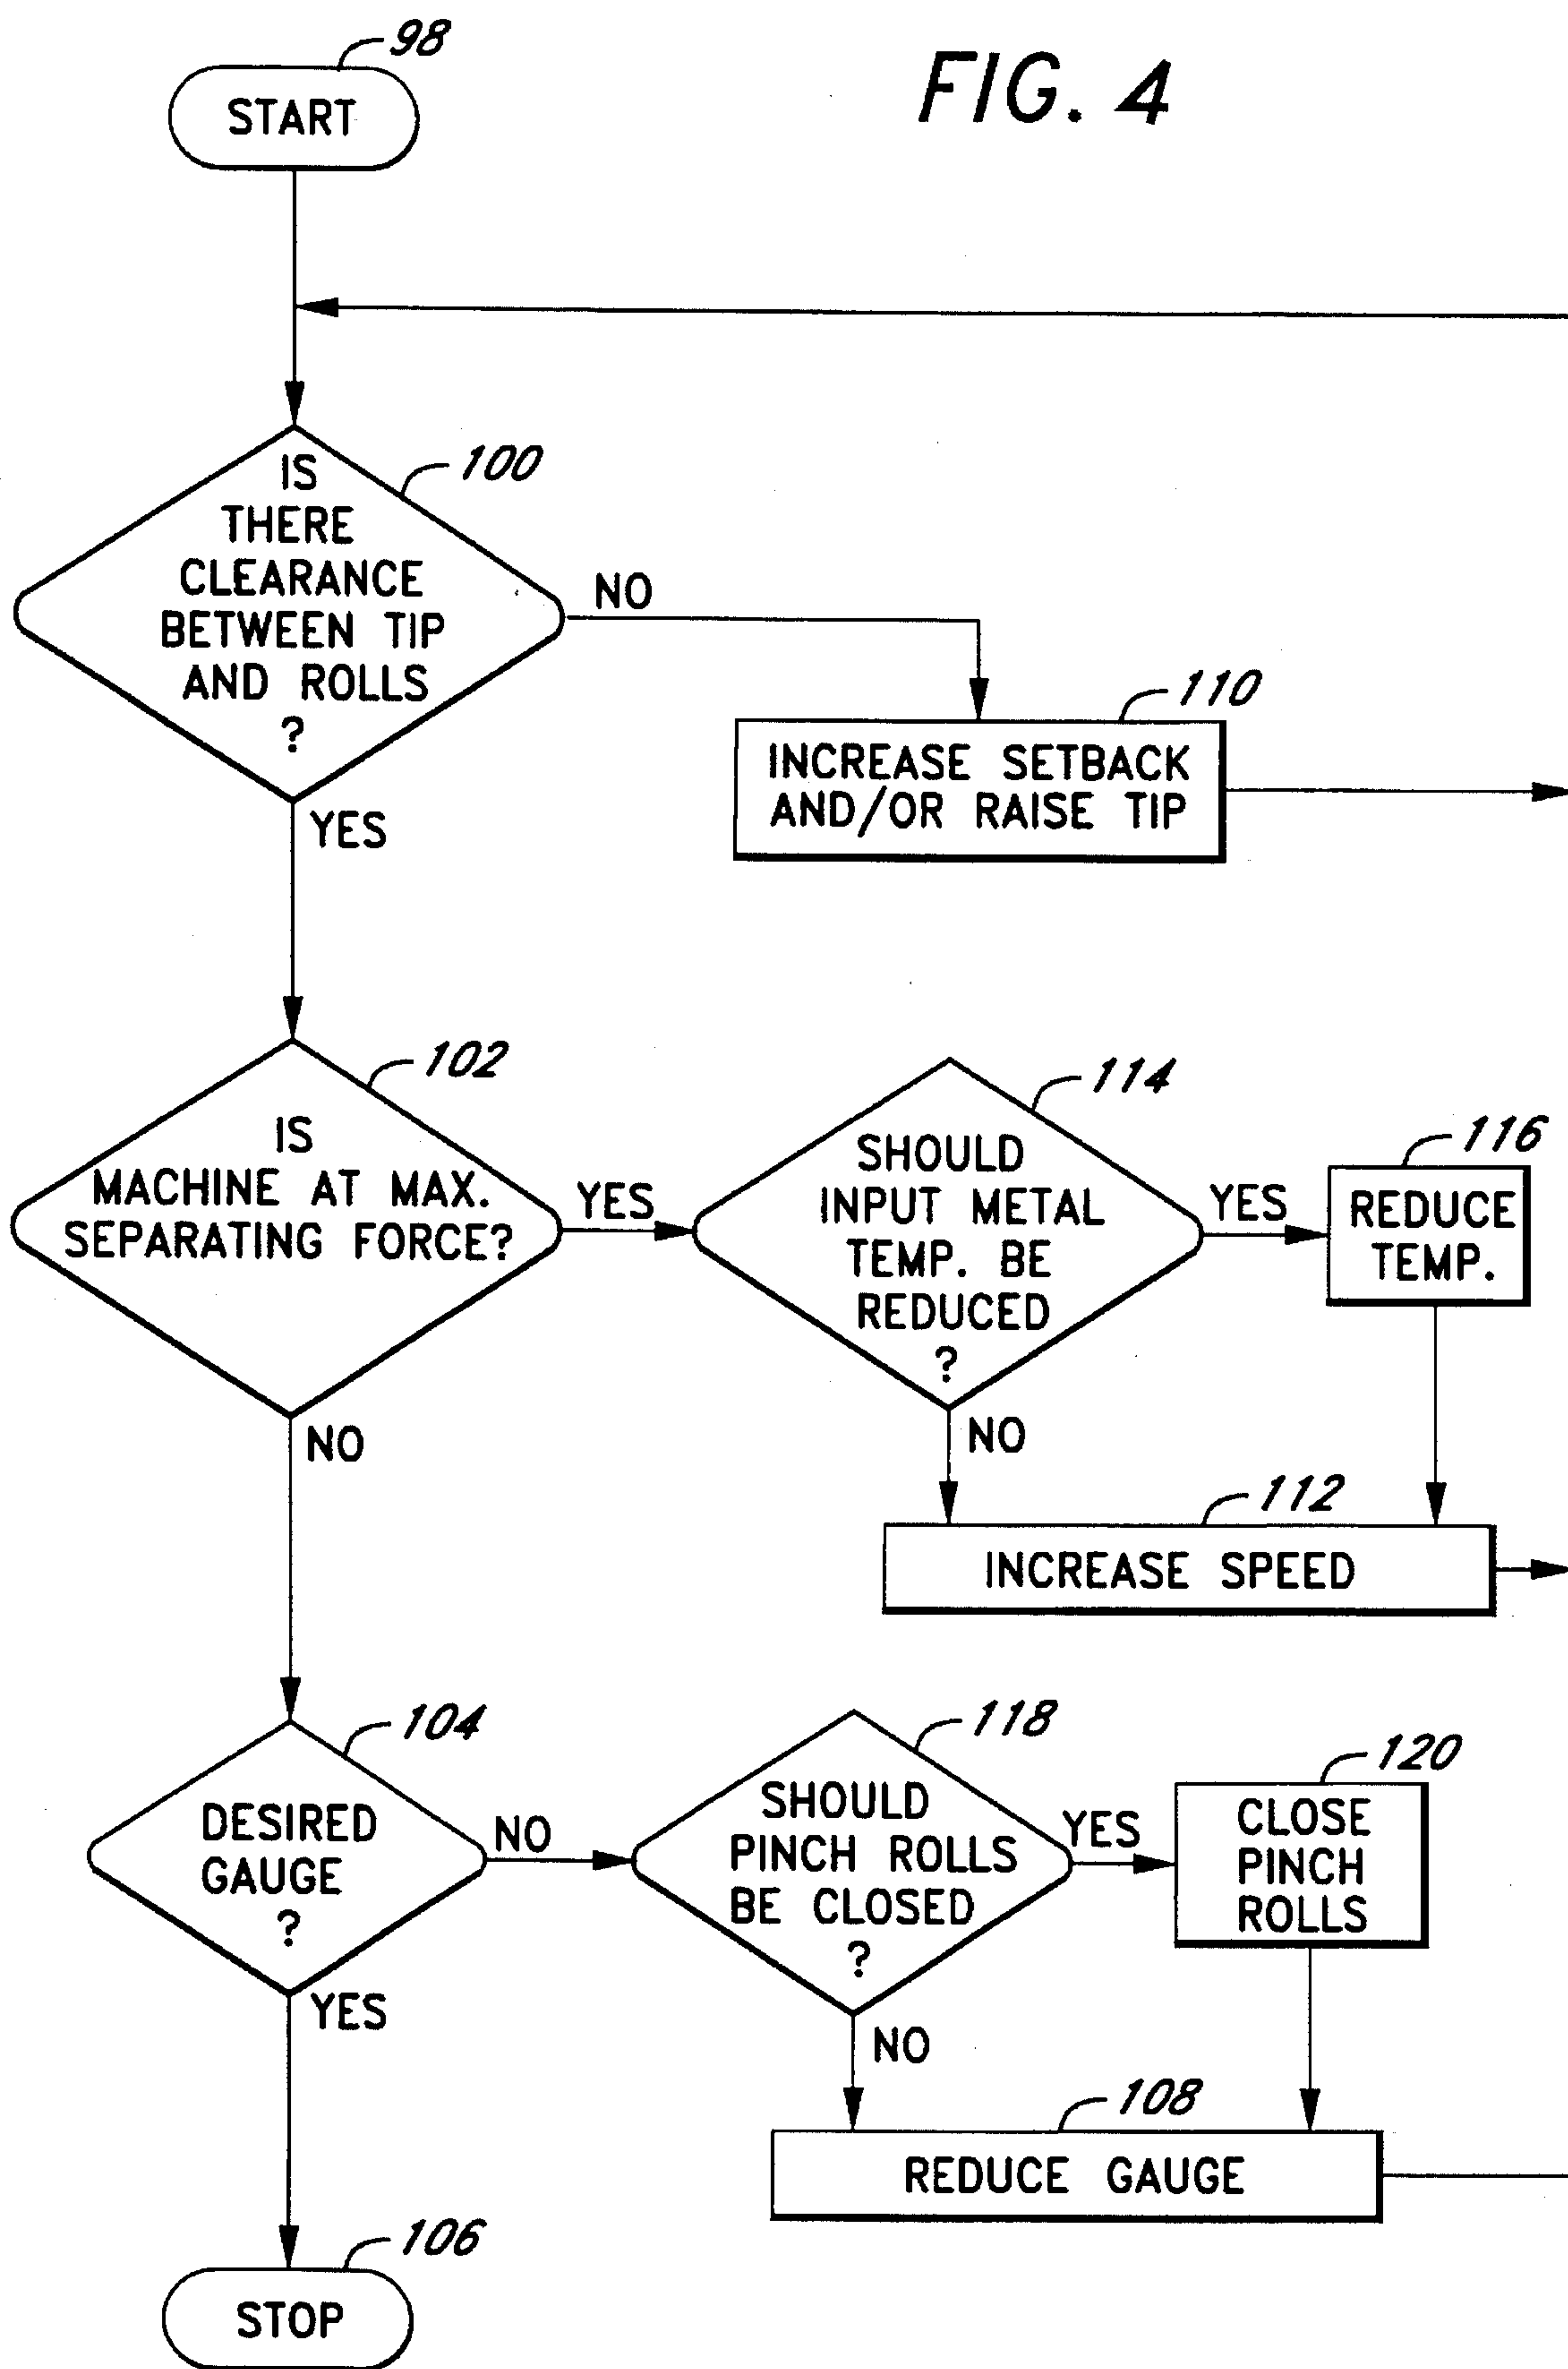 98
FIG. 4
START
100
IS
THERE
CLEARANCE
BETWEEN TIP
AND ROLLS
?
NO
110
INCREASE SETBACK
AND/OR RAISE TIP
YES
102
IS
MACHINE AT MAX.
SEPARATING FORCE?
YES
114
SHOULD
INPUT METAL
TEMP. BE
REDUCED
?
YES
116
REDUCE
TEMP.
NO
NO
112
INCREASE SPEED
104
DESIRED
GAUGE
?
NO
118
SHOULD
PINCH ROLLS
BE CLOSED
?
YES
120
CLOSE
PINCH
ROLLS
YES
NO
108
REDUCE GAUGE
106
STOP